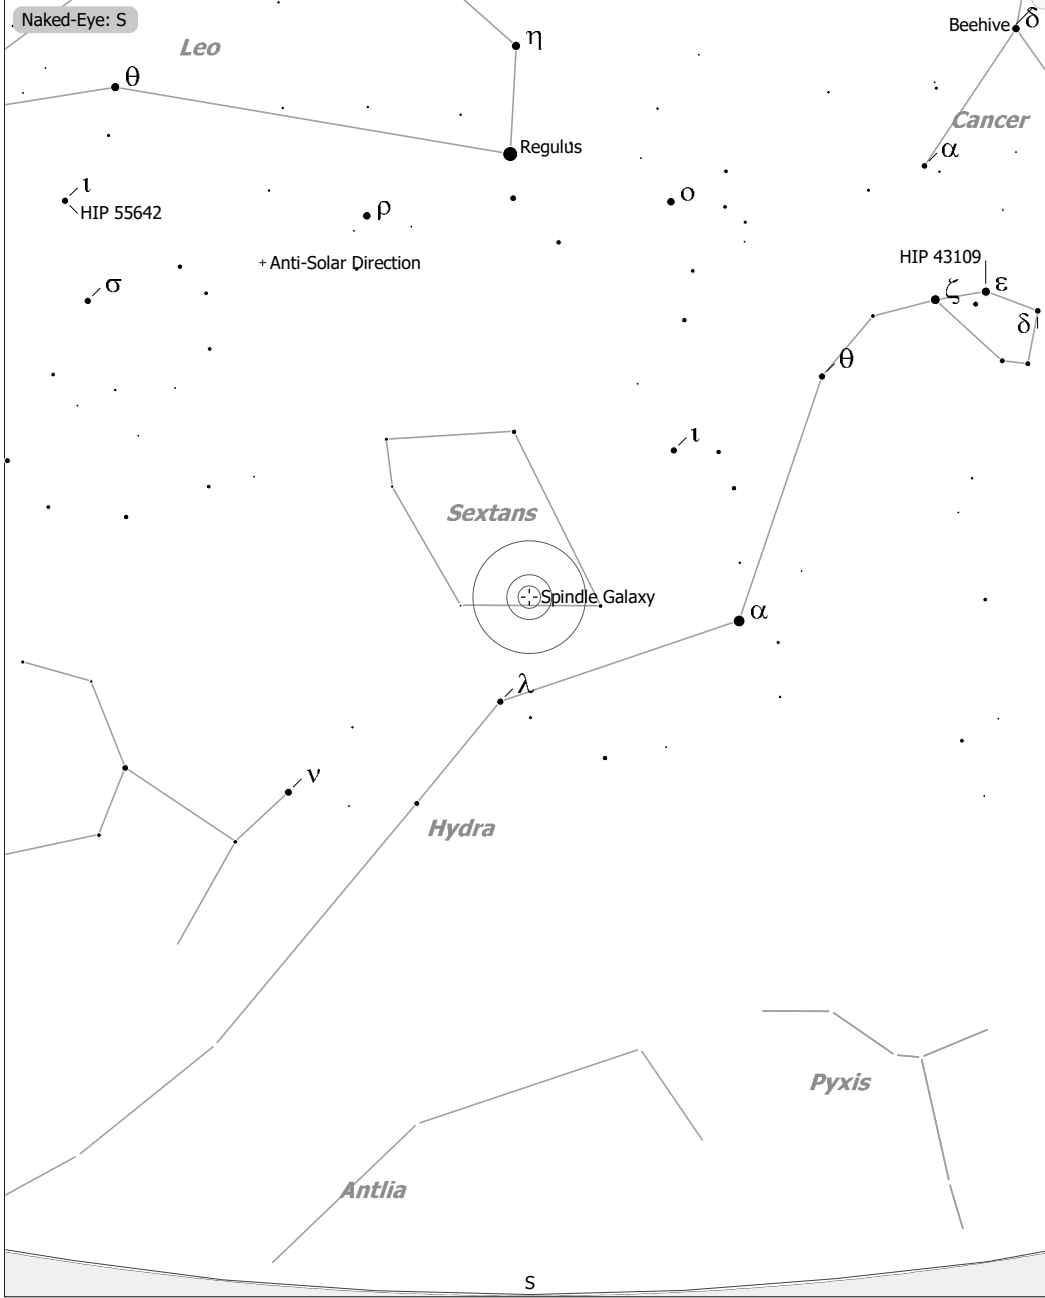 Naked-Eye: S
δ
Beehive
η
Leo
θ
Cancer
Regulus
α
ι
HIP 55642
ρ
ο
HIP 43109
Anti-Solar Direction
σ
ζ
ε
δ
θ
ι
Sextans
Spindle Galaxy
α
λ
ν
Hydra
Pyxis
Antlia
S